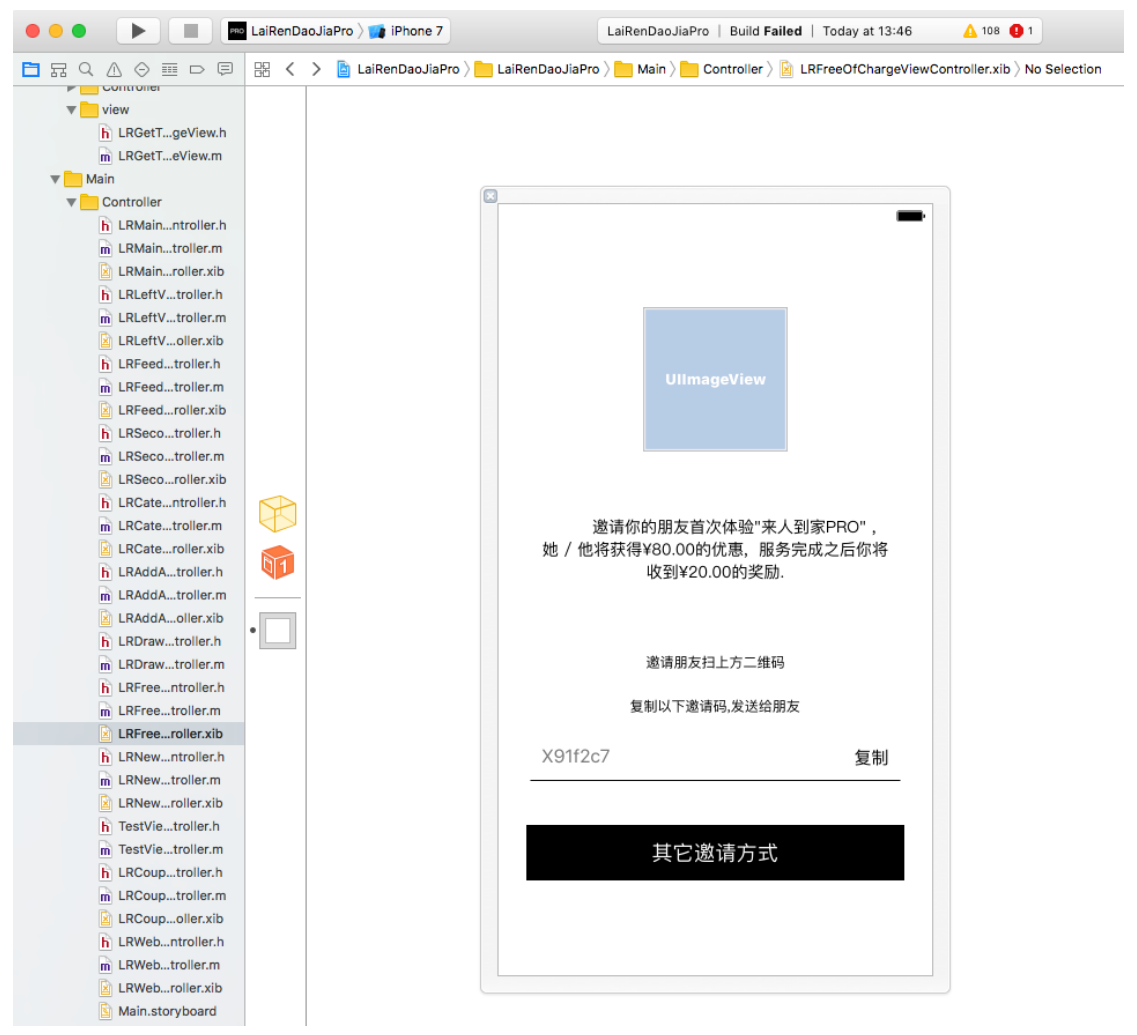 PRO LaiRenDaoJiaPro 〉 iPhone 7
LaiRenDaoJiaPro | Build Failed | Today at 13:46
108
1
LaiRenDaoJiaPro 〉 LaiRenDaoJiaPro 〉 Main 〉 Controller 〉 LRFreeOfChargeViewController.xib 〉 No Selection
Controller
view
h LRGetT...geView.h
m LRGetT...eView.m
Main
Controller
h LRMain...ntroller.h
m LRMain...troller.m
LRMain...roller.xib
h LRLeftV...troller.h
m LRLeftV...troller.m
LRLeftV...oller.xib
h LRFeed...troller.h
m LRFeed...troller.m
LRFeed...roller.xib
h LRSeco...troller.h
m LRSeco...troller.m
LRSeco...roller.xib
h LRCate...ntroller.h
m LRCate...troller.m
LRCate...roller.xib
h LRAddA...troller.h
m LRAddA...troller.m
LRAddA...oller.xib
h LRDraw...troller.h
m LRDraw...troller.m
h LRFree...ntroller.h
m LRFree...troller.m
LRFree...roller.xib
h LRNew...ntroller.h
m LRNew...troller.m
LRNew...roller.xib
h TestVie...troller.h
m TestVie...troller.m
h LRCoup...troller.h
m LRCoup...troller.m
LRCoup...oller.xib
h LRWeb...ntroller.h
m LRWeb...troller.m
LRWeb...roller.xib
Main.storyboard
1
UIImageView
邀请你的朋友首次体验"来人到家PRO"，
她 / 他将获得¥80.00的优惠，服务完成之后你将
收到¥20.00的奖励.
邀请朋友扫上方二维码
复制以下邀请码,发送给朋友
X91f2c7
复制
其它邀请方式